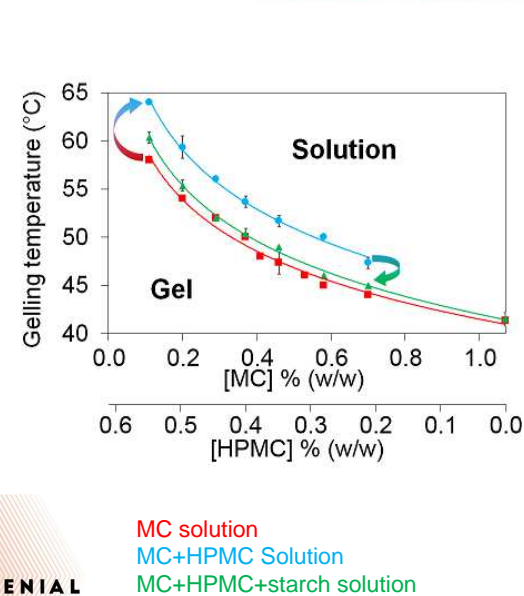 65
60
55
50
45
40
Gelling temperature (°C)
Solution
Gel
0.0 0.2 0.4 0.6 0.8 1.0
[MC] % (w/w)
0.6 0.5 0.4 0.3 0.2 0.1 0.0
[HPMC] % (w/w)
MC solution
MC+HPMC Solution
ENIAL MC+HPMC+starch solution